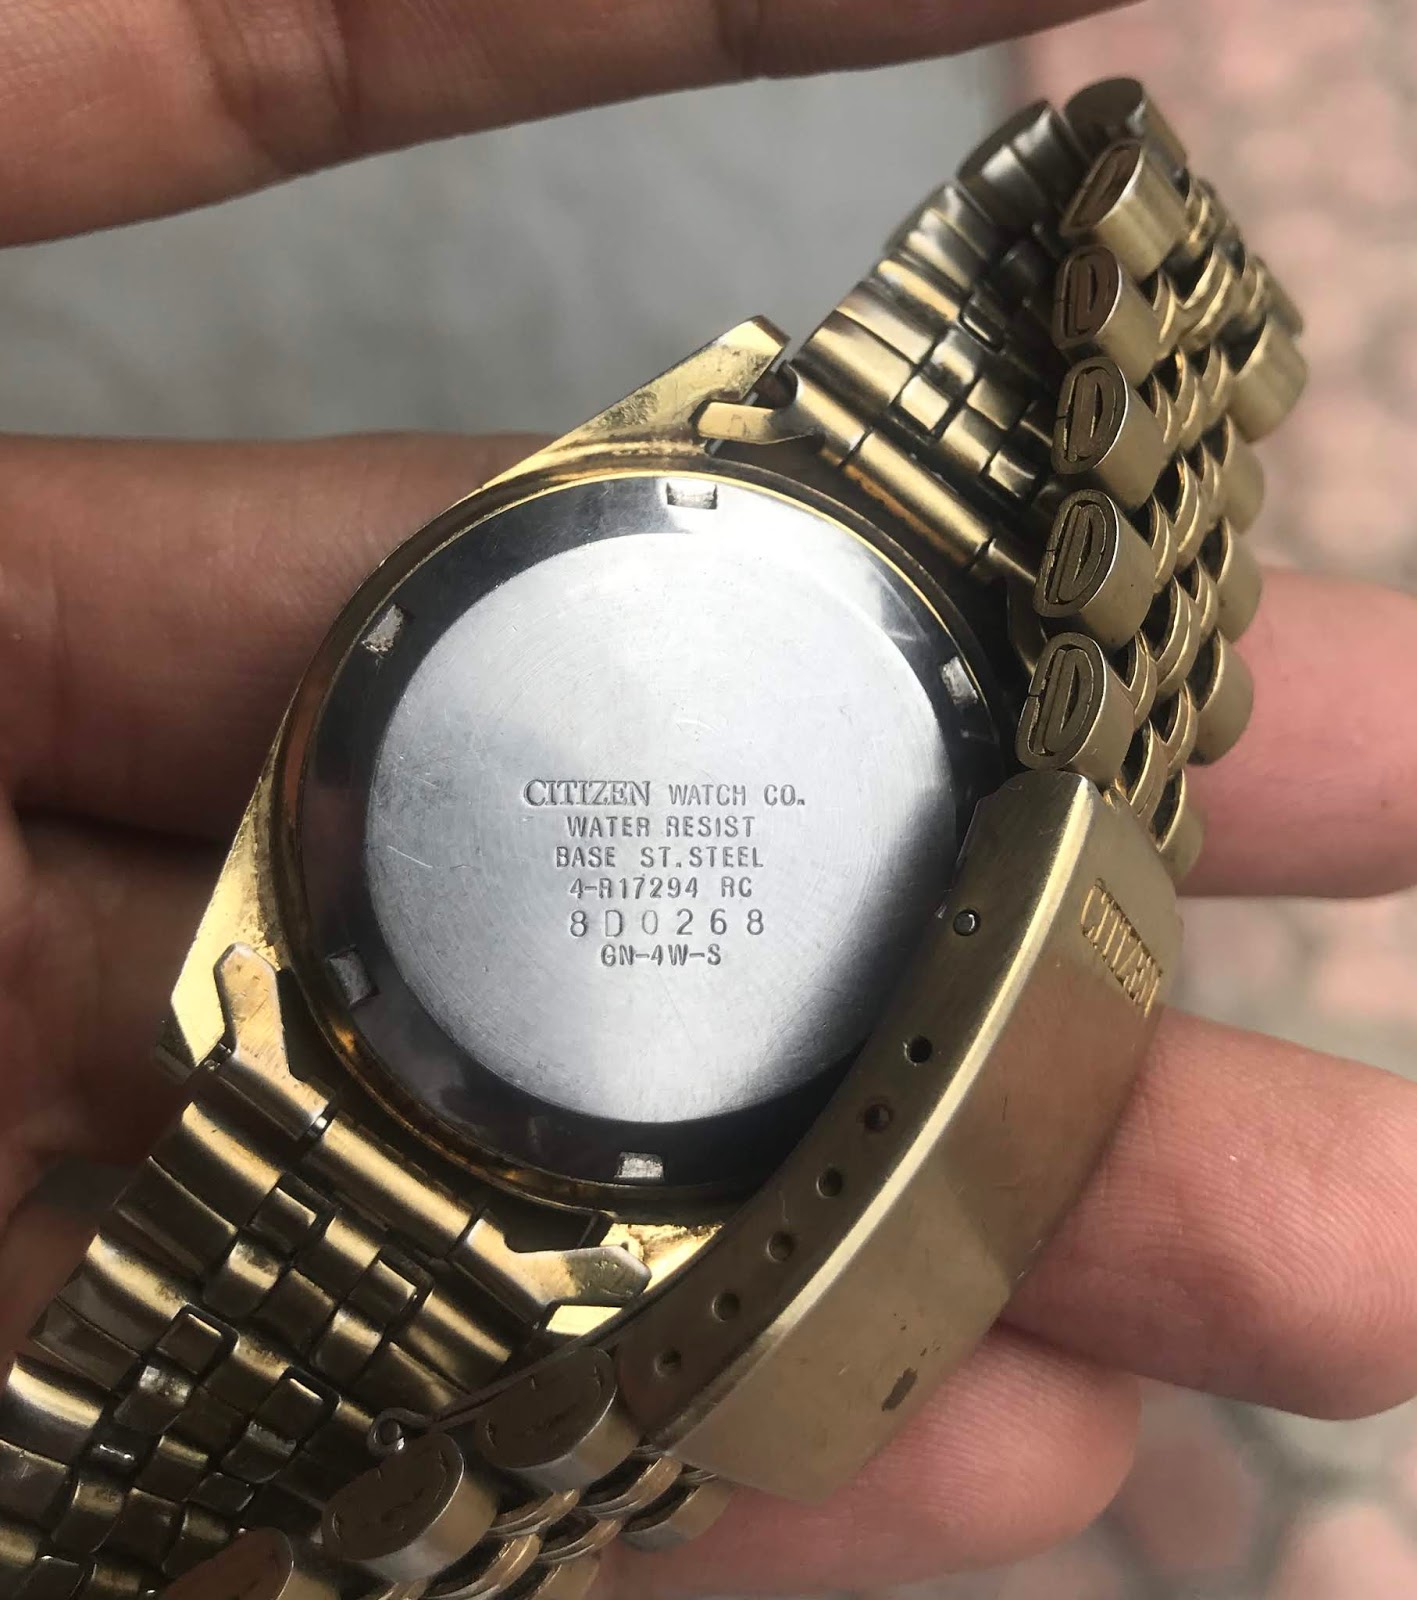 CITIZEN WATCH CO.
WATER RESIST
BASE ST. STEEL
4-R17294 RC
8D0268
GN-4W-S
CITIZEN